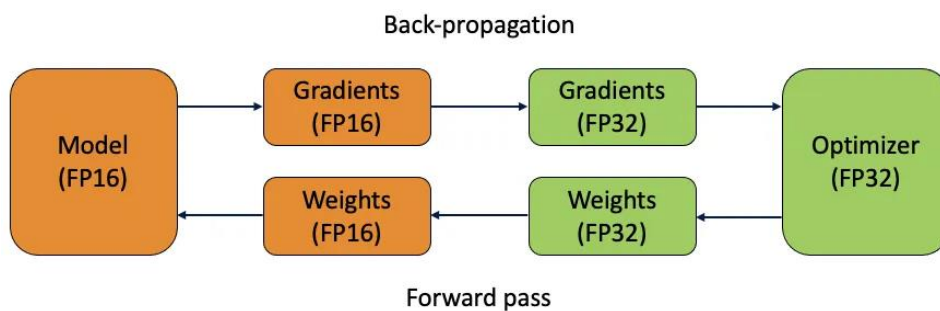 Back-propagation
Model
(FP16)
Gradients
(FP16)
Gradients
(FP32)
Optimizer
(FP32)
Weights
(FP16)
Weights
(FP32)
Forward pass